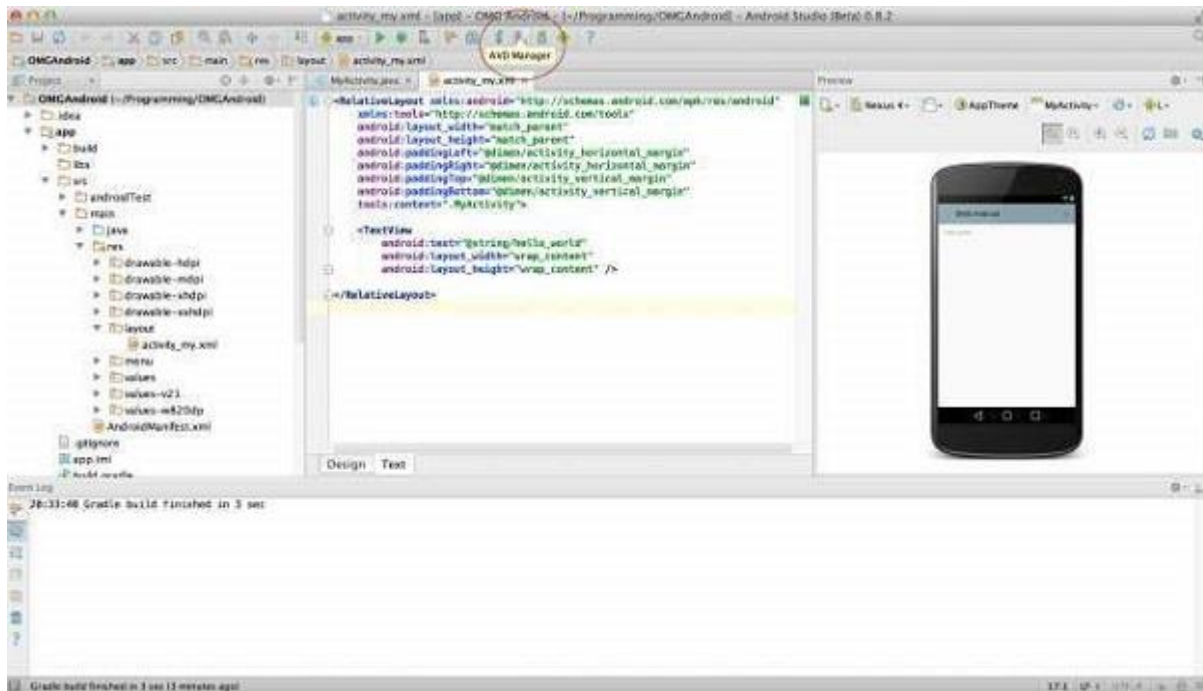 activity_my.xml - [app] - OMGAndroid - [~/Programming/OMGAndroid] - Android Studio (Beta) 0.8.2
app
AVD Manager
OMGAndroid app src main res layout activity_my.xml
Project
MyActivity.java activity_my.xml
Preview
OMGAndroid (~/Programming/OMGAndroid)
.idea
app
build
libs
src
androidTest
main
java
res
drawable-hdpi
drawable-mdpi
drawable-xhdpi
drawable-xxhdpi
layout
activity_my.xml
menu
values
values-v21
values-w820dp
AndroidManifest.xml
.gitignore
app.iml
build.gradle
<RelativeLayout xmlns:android="http://schemas.android.com/apk/res/android"
xmlns:tools="http://schemas.android.com/tools"
android:layout_width="match_parent"
android:layout_height="match_parent"
android:paddingLeft="@dimen/activity_horizontal_margin"
android:paddingRight="@dimen/activity_horizontal_margin"
android:paddingTop="@dimen/activity_vertical_margin"
android:paddingBottom="@dimen/activity_vertical_margin"
tools:context=".MyActivity">
<TextView
android:text="@string/hello_world"
android:layout_width="wrap_content"
android:layout_height="wrap_content" />
</RelativeLayout>
Design Text
Nexus 4 AppTheme MyActivity L
Event Log
20:33:40 Gradle build finished in 3 sec
Gradle build finished in 3 sec (3 minutes ago)
17:1